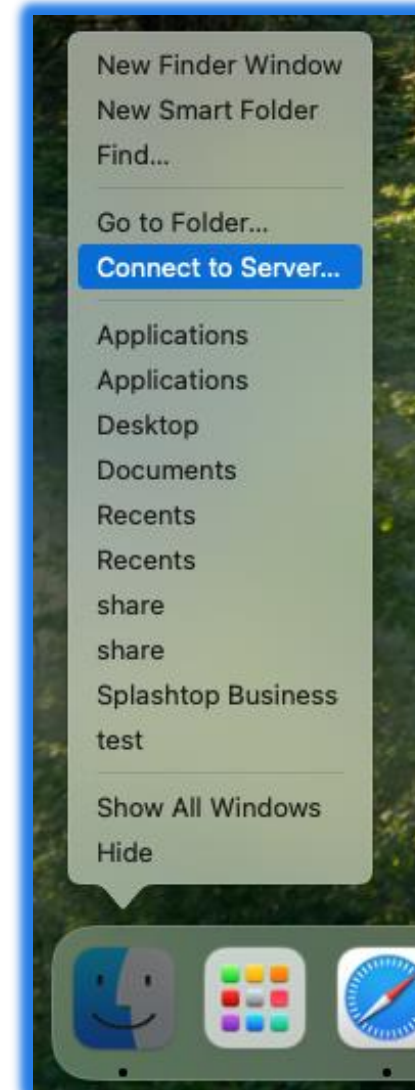 New Finder Window
New Smart Folder
Find...
Go to Folder...
Connect to Server...
Applications
Applications
Desktop
Documents
Recents
Recents
share
share
Splashtop Business
test
Show All Windows
Hide